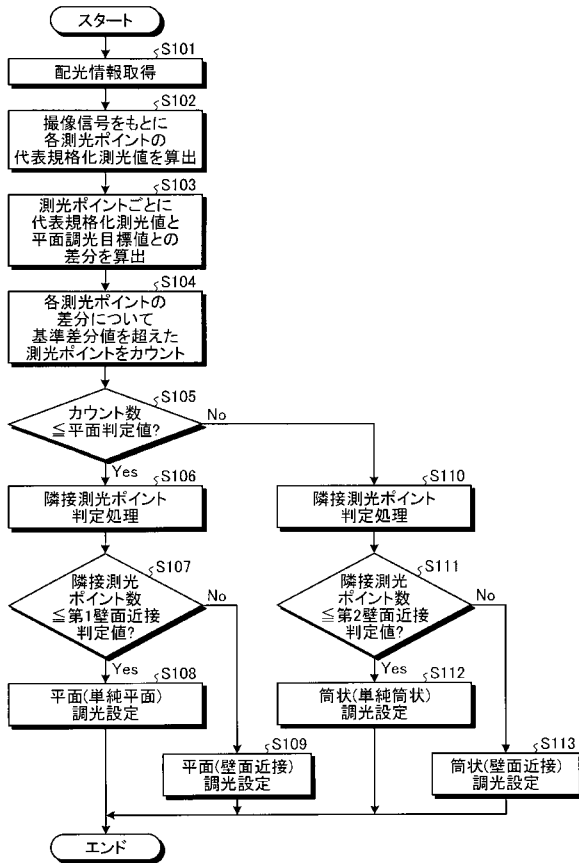 スタート
S101
配光情報取得
S102
撮像信号をもとに
各測光ポイントの
代表規格化測光値を算出
S103
測光ポイントごとに
代表規格化測光値と
平面調光目標値との
差分を算出
S104
各測光ポイントの
差分について
基準差分値を超えた
測光ポイントをカウント
S105
カウント数
≦平面判定値?
No
Yes
S106
隣接測光ポイント
判定処理
S110
隣接測光ポイント
判定処理
S107
隣接測光
ポイント数
≦第1壁面近接
判定値?
No
Yes
S111
隣接測光
ポイント数
≦第2壁面近接
判定値?
No
Yes
S108
平面(単純平面)
調光設定
S112
筒状(単純筒状)
調光設定
S109
平面(壁面近接)
調光設定
S113
筒状(壁面近接)
調光設定
エンド